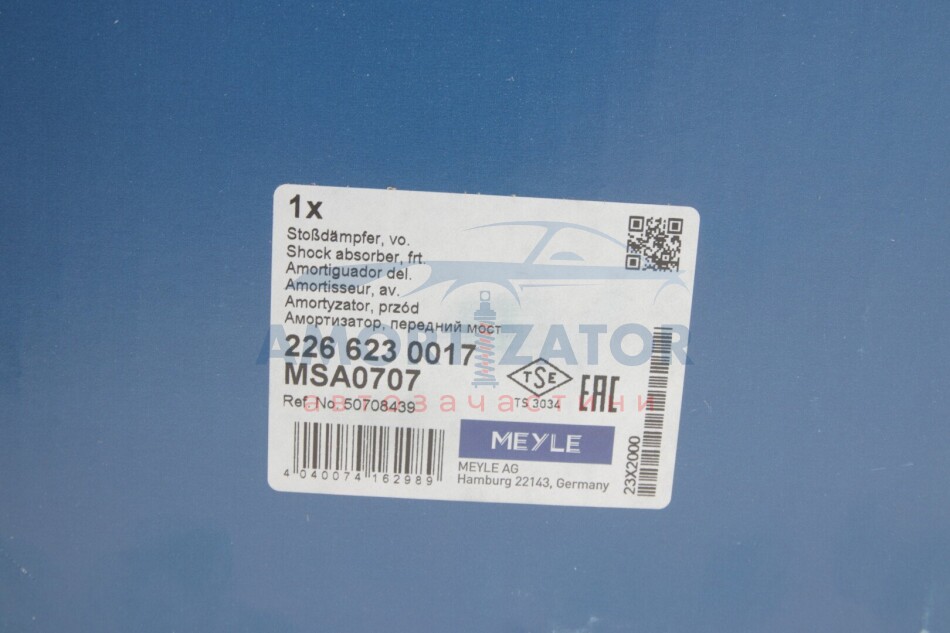 1x
Stoßdämpfer, vo.
Shock absorber, frt.
Amortiguador del.
Amortisseur, av.
Amortyzator, przód
Амортизатор, передний мост
AMORTIZATOR
226 623 0017
MSA0707
TSE
TS 3034
EAC
Ref. No. 50708439
автозачастини
MEYLE
MEYLE AG
Hamburg 22143, Germany
4 040074 162989
23X2000